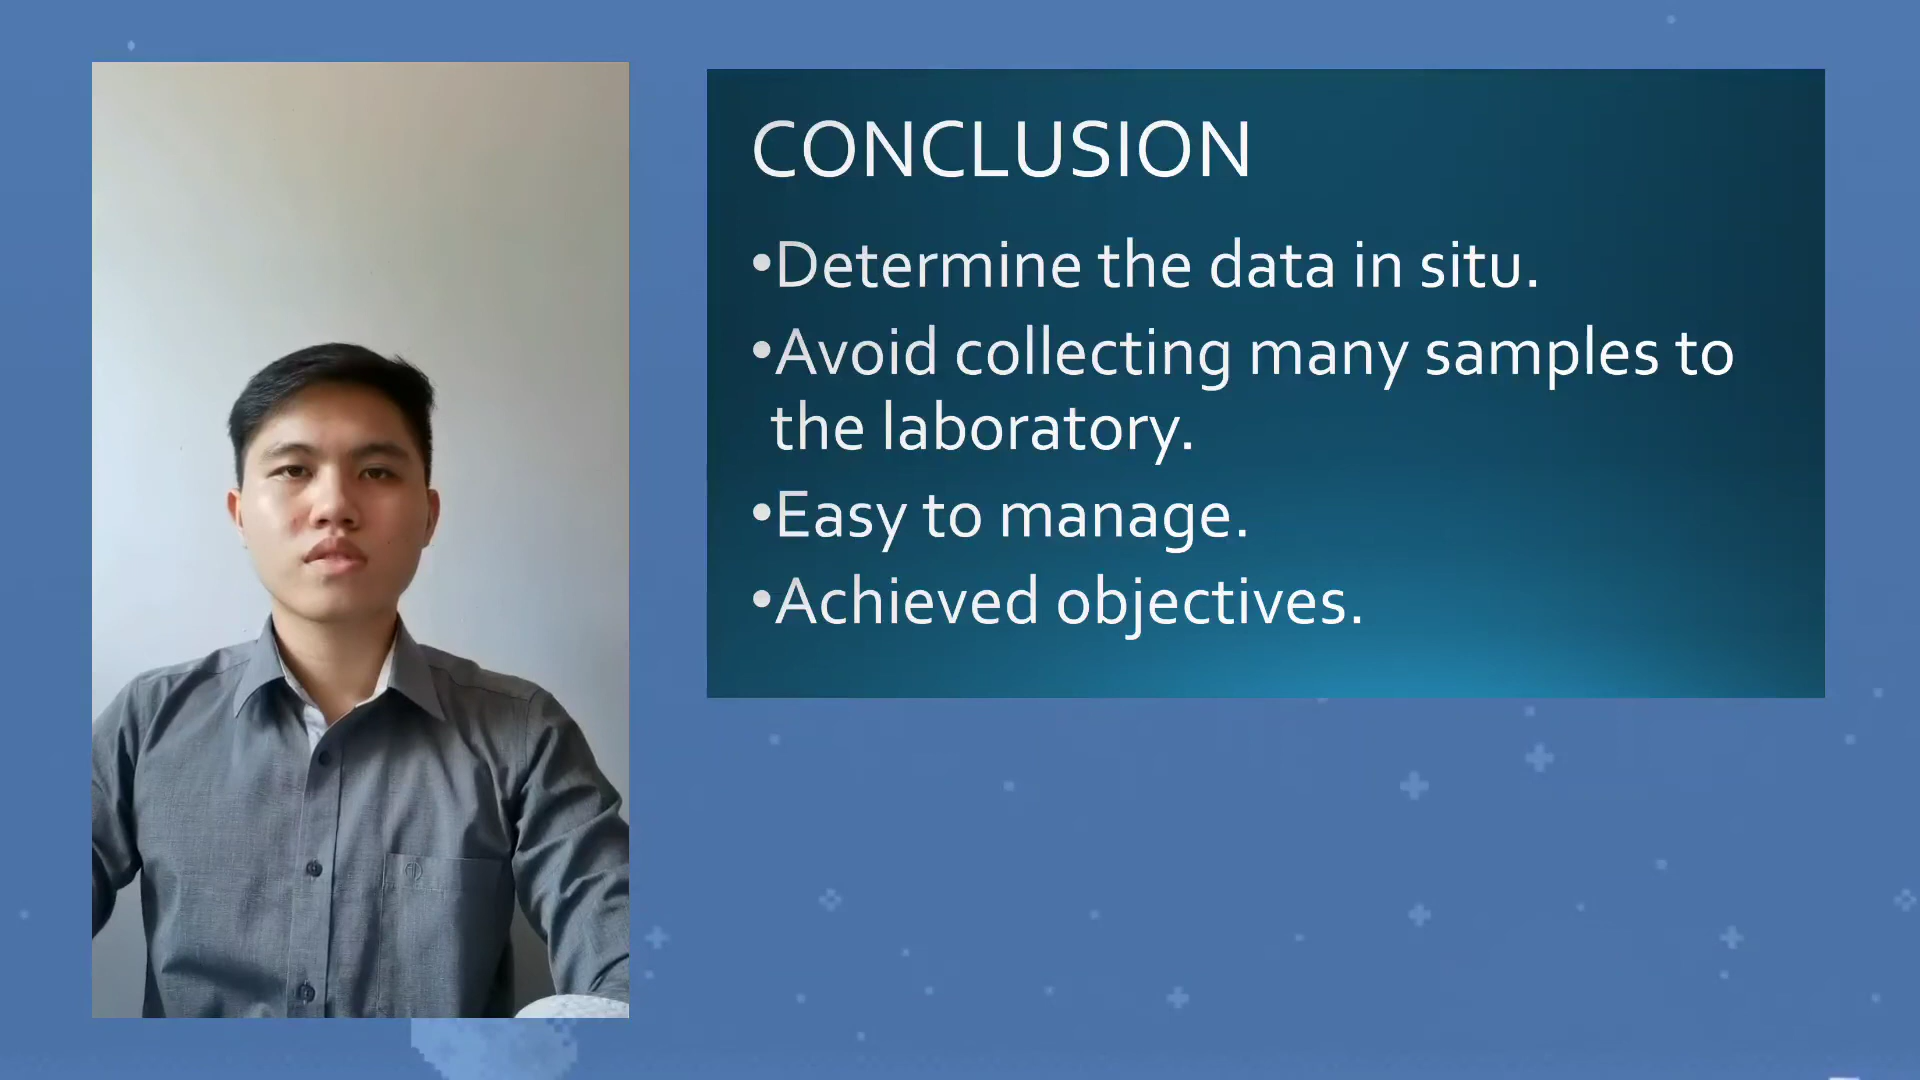 CONCLUSION
•Determine the data in situ.
•Avoid collecting many samples to
the laboratory.
•Easy to manage.
•Achieved objectives.